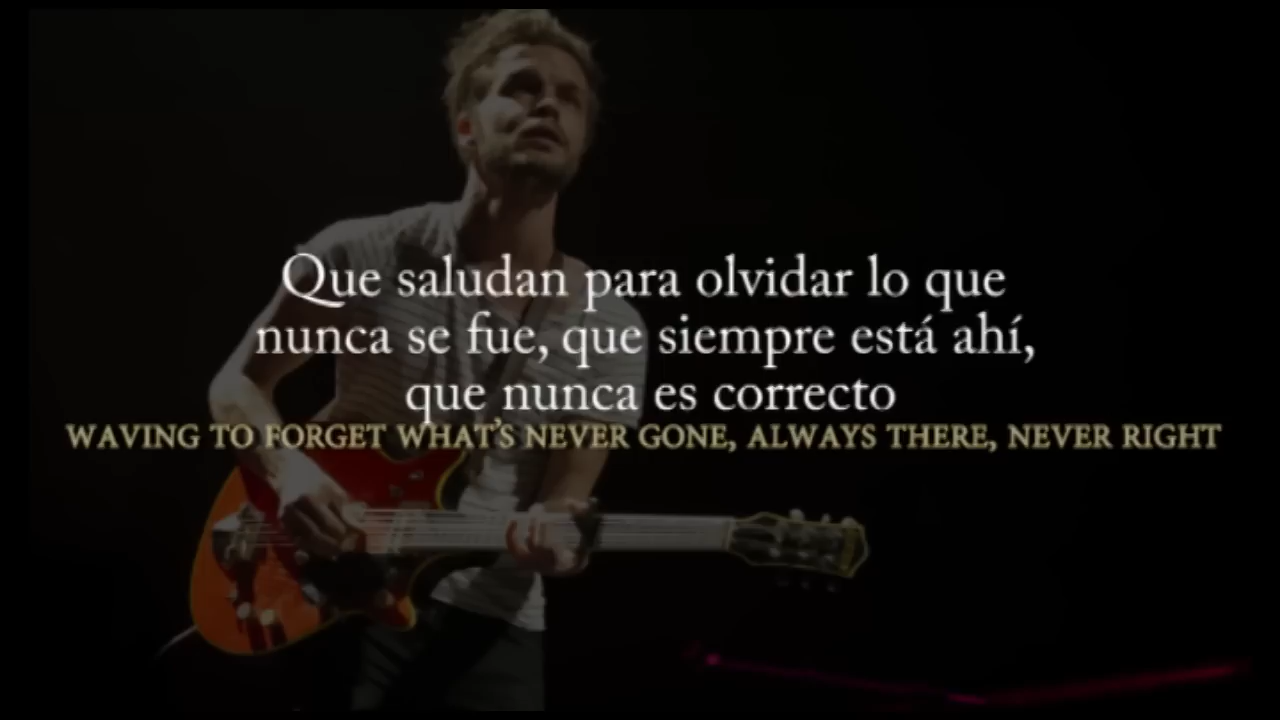 Que saludan para olvidar lo que
nunca se fue, que siempre está ahí,
que nunca es correcto
WAVING TO FORGET WHAT'S NEVER GONE, ALWAYS THERE, NEVER RIGHT